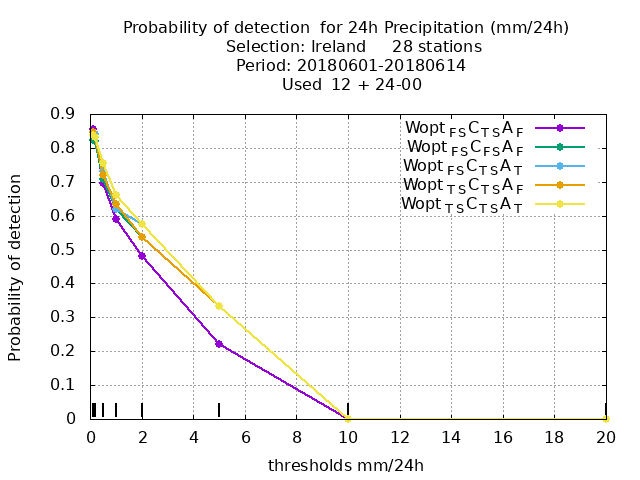 Probability of detection  for 24h Precipitation (mm/24h)
Selection: Ireland     28 stations
Period: 20180601-20180614
Used  12 + 24-00
Wopt FS C TS A F
Wopt FS C FS A F
Wopt FS C TS A T
Wopt TS C TS A F
Wopt TS C TS A T
Probability of detection
0.9
0.8
0.7
0.6
0.5
0.4
0.3
0.2
0.1
0
0 2 4 6 8 10 12 14 16 18 20
thresholds mm/24h